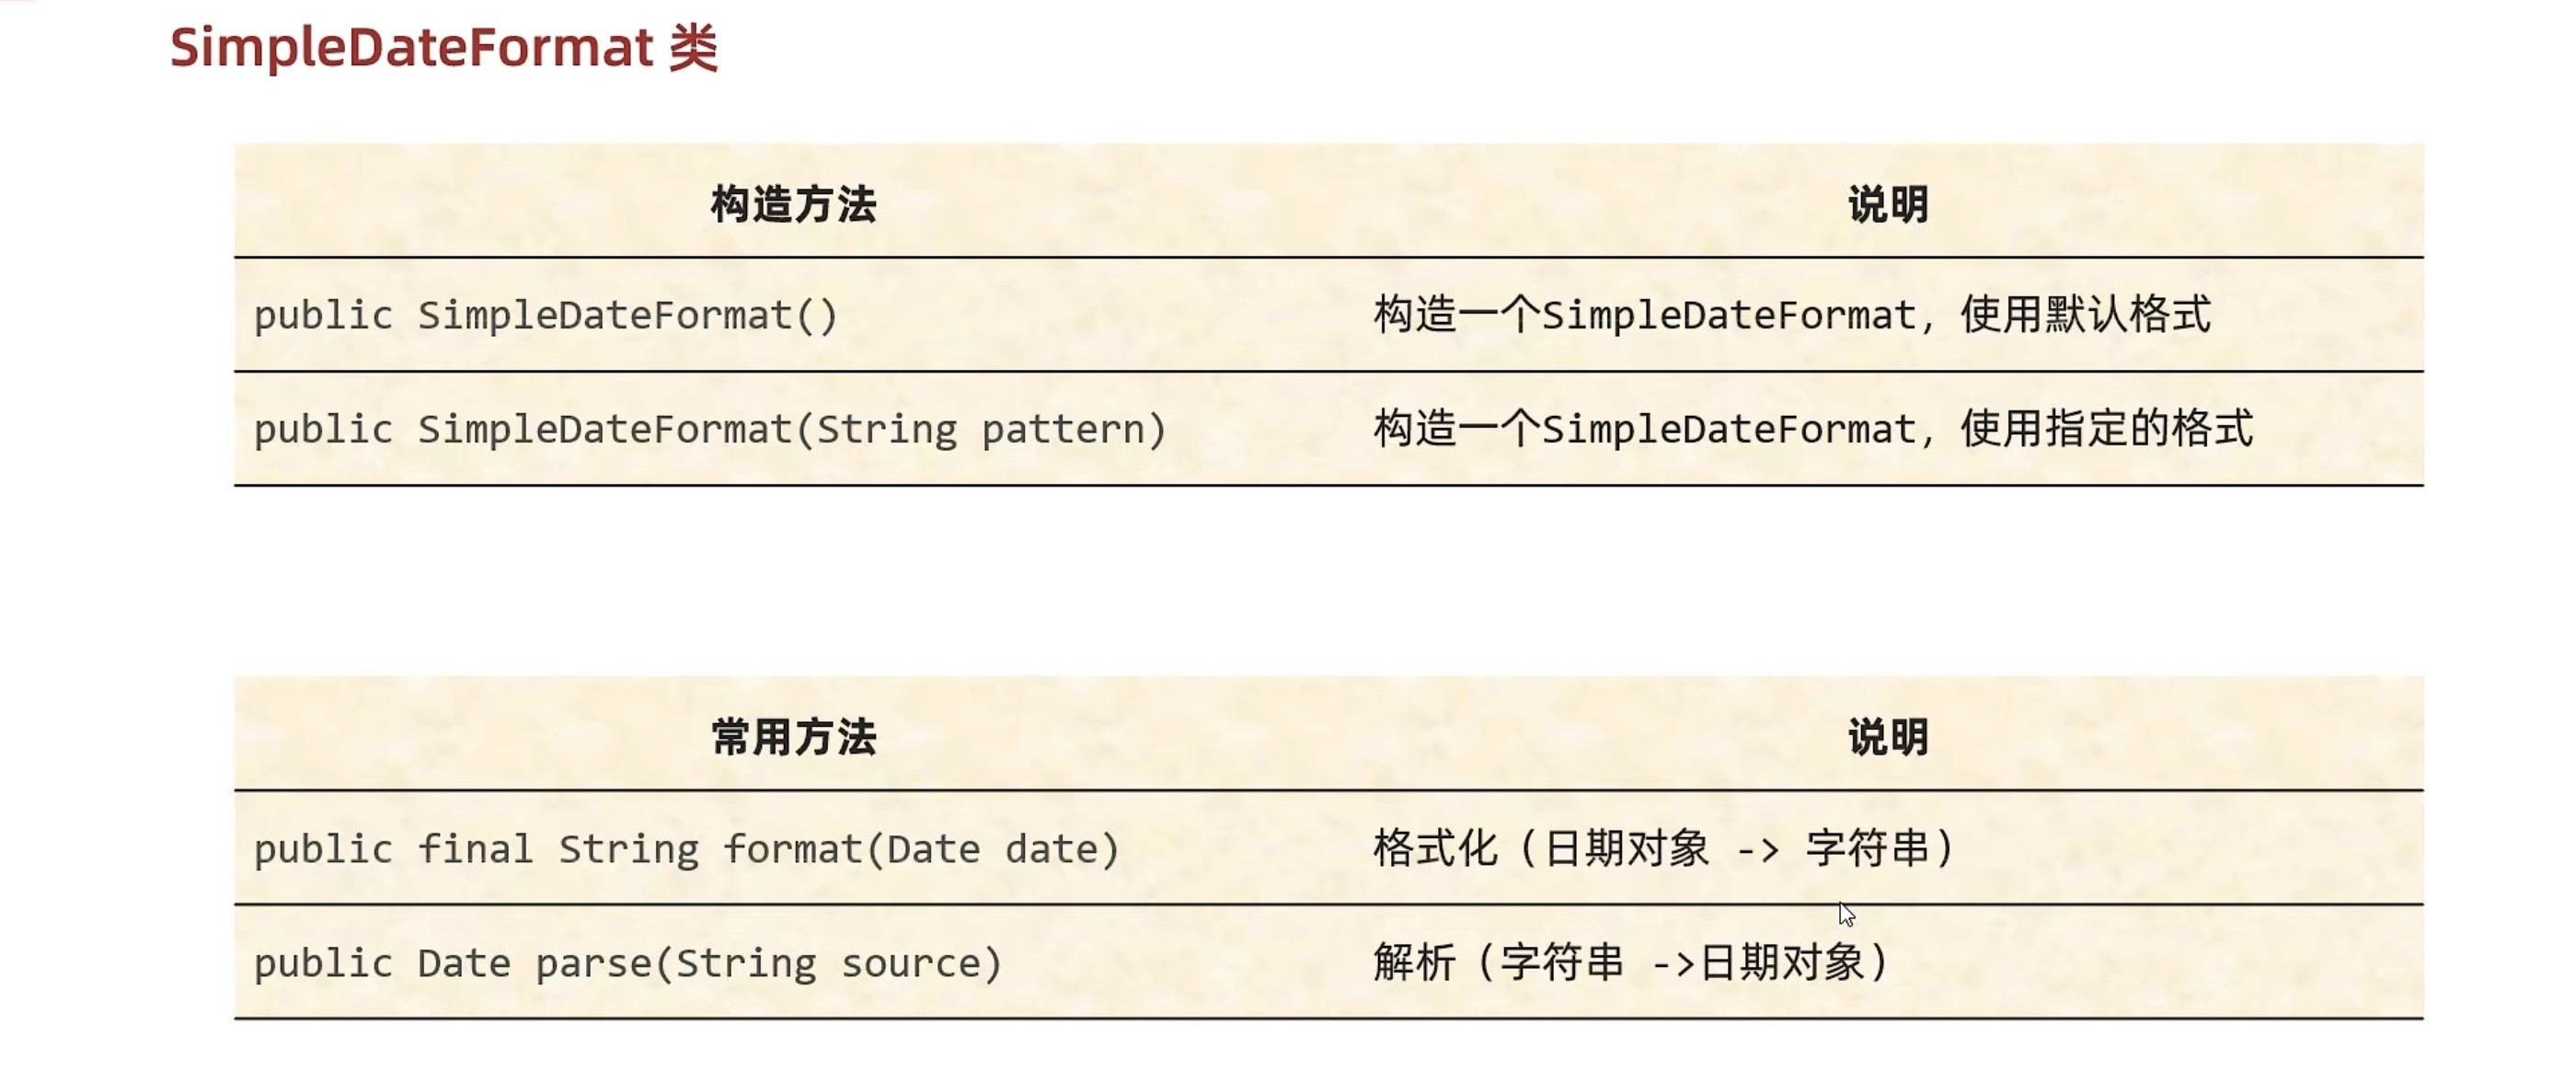 SimpleDateFormat 类
构造方法 说明
public SimpleDateFormat() 构造一个SimpleDateFormat，使用默认格式
public SimpleDateFormat(String pattern) 构造一个SimpleDateFormat，使用指定的格式
常用方法 说明
public final String format(Date date) 格式化（日期对象 -> 字符串）
public Date parse(String source) 解析（字符串 ->日期对象）